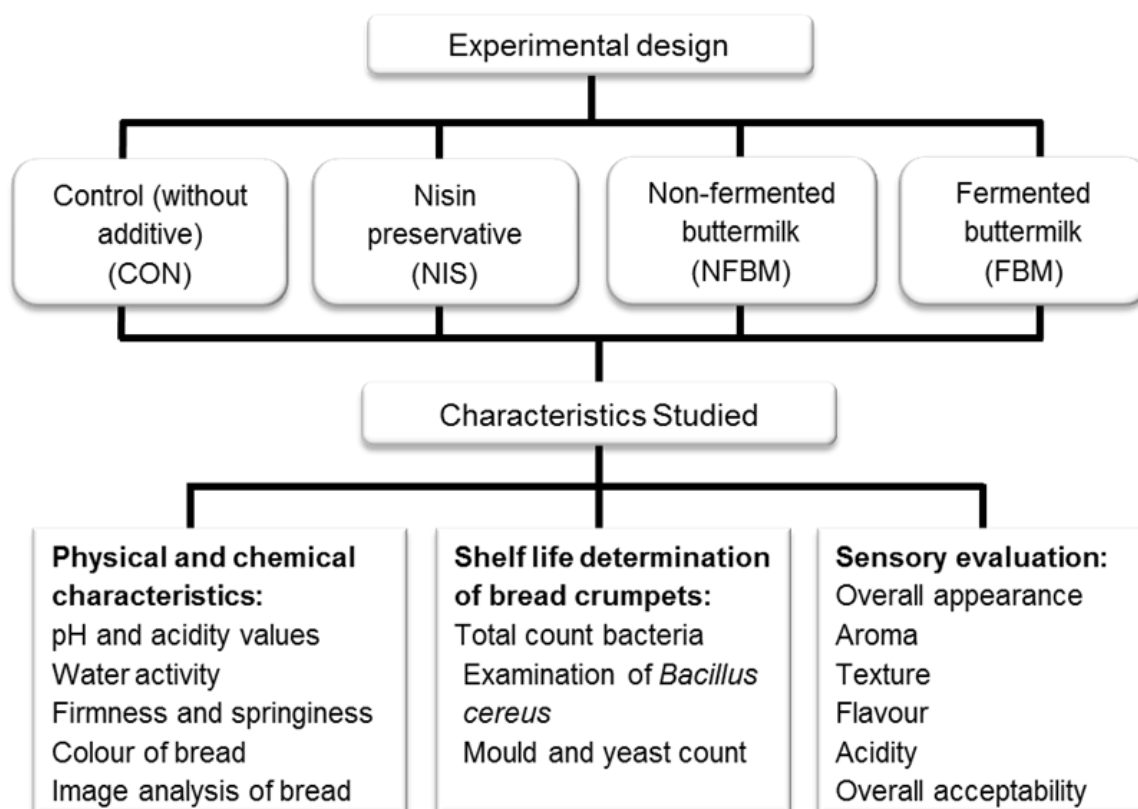 Experimental design
Control (without
additive)
(CON)
Nisin
preservative
(NIS)
Non-fermented
buttermilk
(NFBM)
Fermented
buttermilk
(FBM)
Characteristics Studied
Physical and chemical
characteristics:
pH and acidity values
Water activity
Firmness and springiness
Colour of bread
Image analysis of bread
Shelf life determination
of bread crumpets:
Total count bacteria
Examination of Bacillus
cereus
Mould and yeast count
Sensory evaluation:
Overall appearance
Aroma
Texture
Flavour
Acidity
Overall acceptability